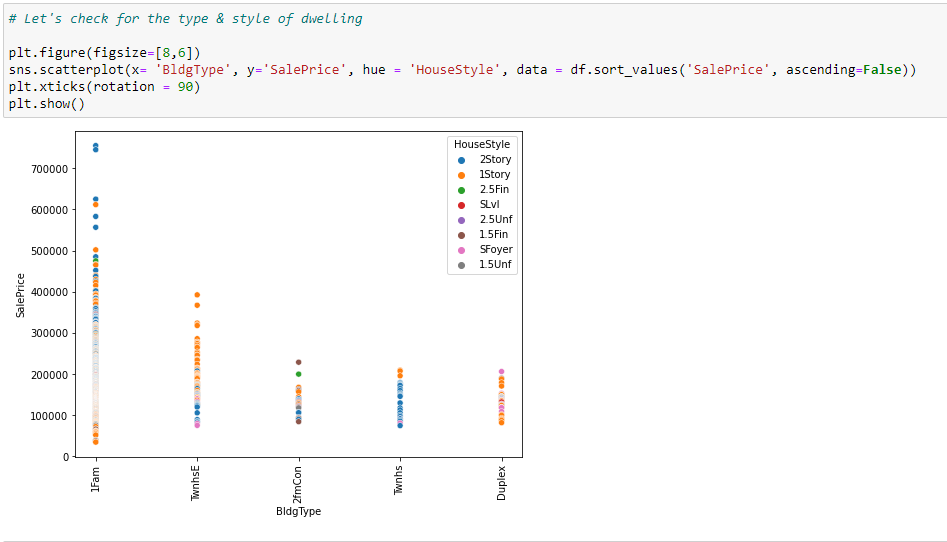 # Let's check for the type & style of dwelling
plt.figure(figsize=[8,6])
sns.scatterplot(x= 'BldgType', y='SalePrice', hue = 'HouseStyle', data = df.sort_values('SalePrice', ascending=False))
plt.xticks(rotation = 90)
plt.show()
HouseStyle
2Story
1Story
2.5Fin
SLvl
2.5Unf
1.5Fin
SFoyer
1.5Unf
SalePrice
700000
600000
500000
400000
300000
200000
100000
0
1Fam
TwnhsE
2fmCon
Twnhs
Duplex
BldgType